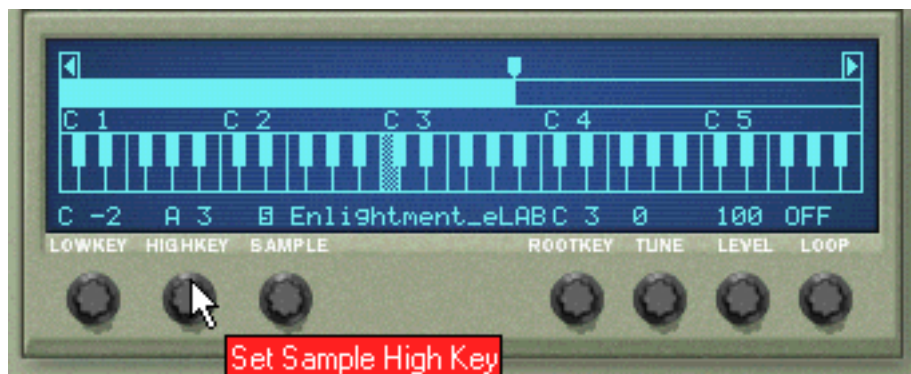 C 1 C 2 C 3 C 4 C 5
C -2 A 3 S Enlightment_eLAB C 3 0 100 OFF
LOWKEY HIGHKEY SAMPLE ROOTKEY TUNE LEVEL LOOP
Set Sample High Key